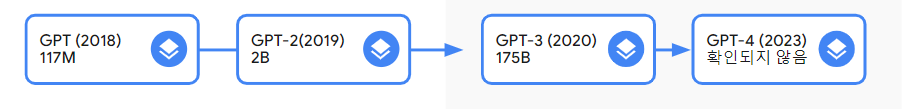 GPT (2018)
117M
GPT-2(2019)
2B
GPT-3 (2020)
175B
GPT-4 (2023)
확인되지 않음